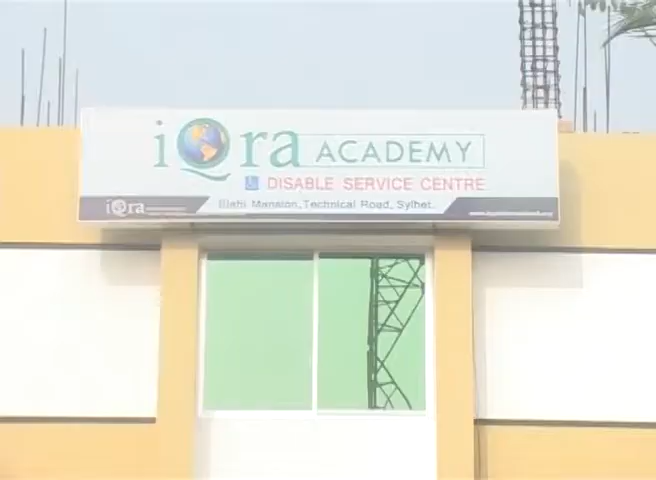 iQra ACADEMY
DISABLE SERVICE CENTRE
iQra
Elahi Mansion, Technical Road, Sylhet.